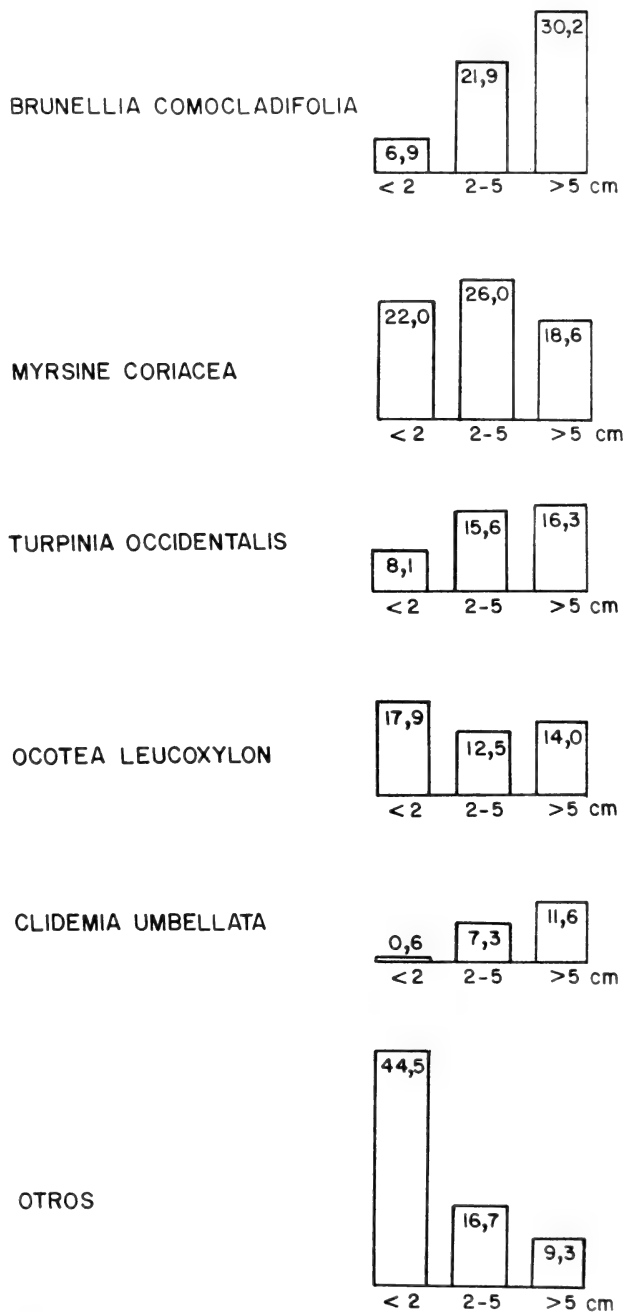 30,2
21,9
BRUNELLIA COMOCLADIFOLIA
6,9
< 2 2-5 >5 cm
26,0
22,0
18,6
MYRSINE CORIACEA
< 2 2-5 >5 cm
16,3
15,6
TURPINIA OCCIDENTALIS
8,1
< 2 2-5 >5 cm
17,9
14,0
12,5
OCOTEA LEUCOXYLON
< 2 2-5 >5 cm
11,6
CLIDEMIA UMBELLATA
0,6 7,3
< 2 2-5 >5 cm
44,5
OTROS
16,7
9,3
< 2 2-5 >5 cm